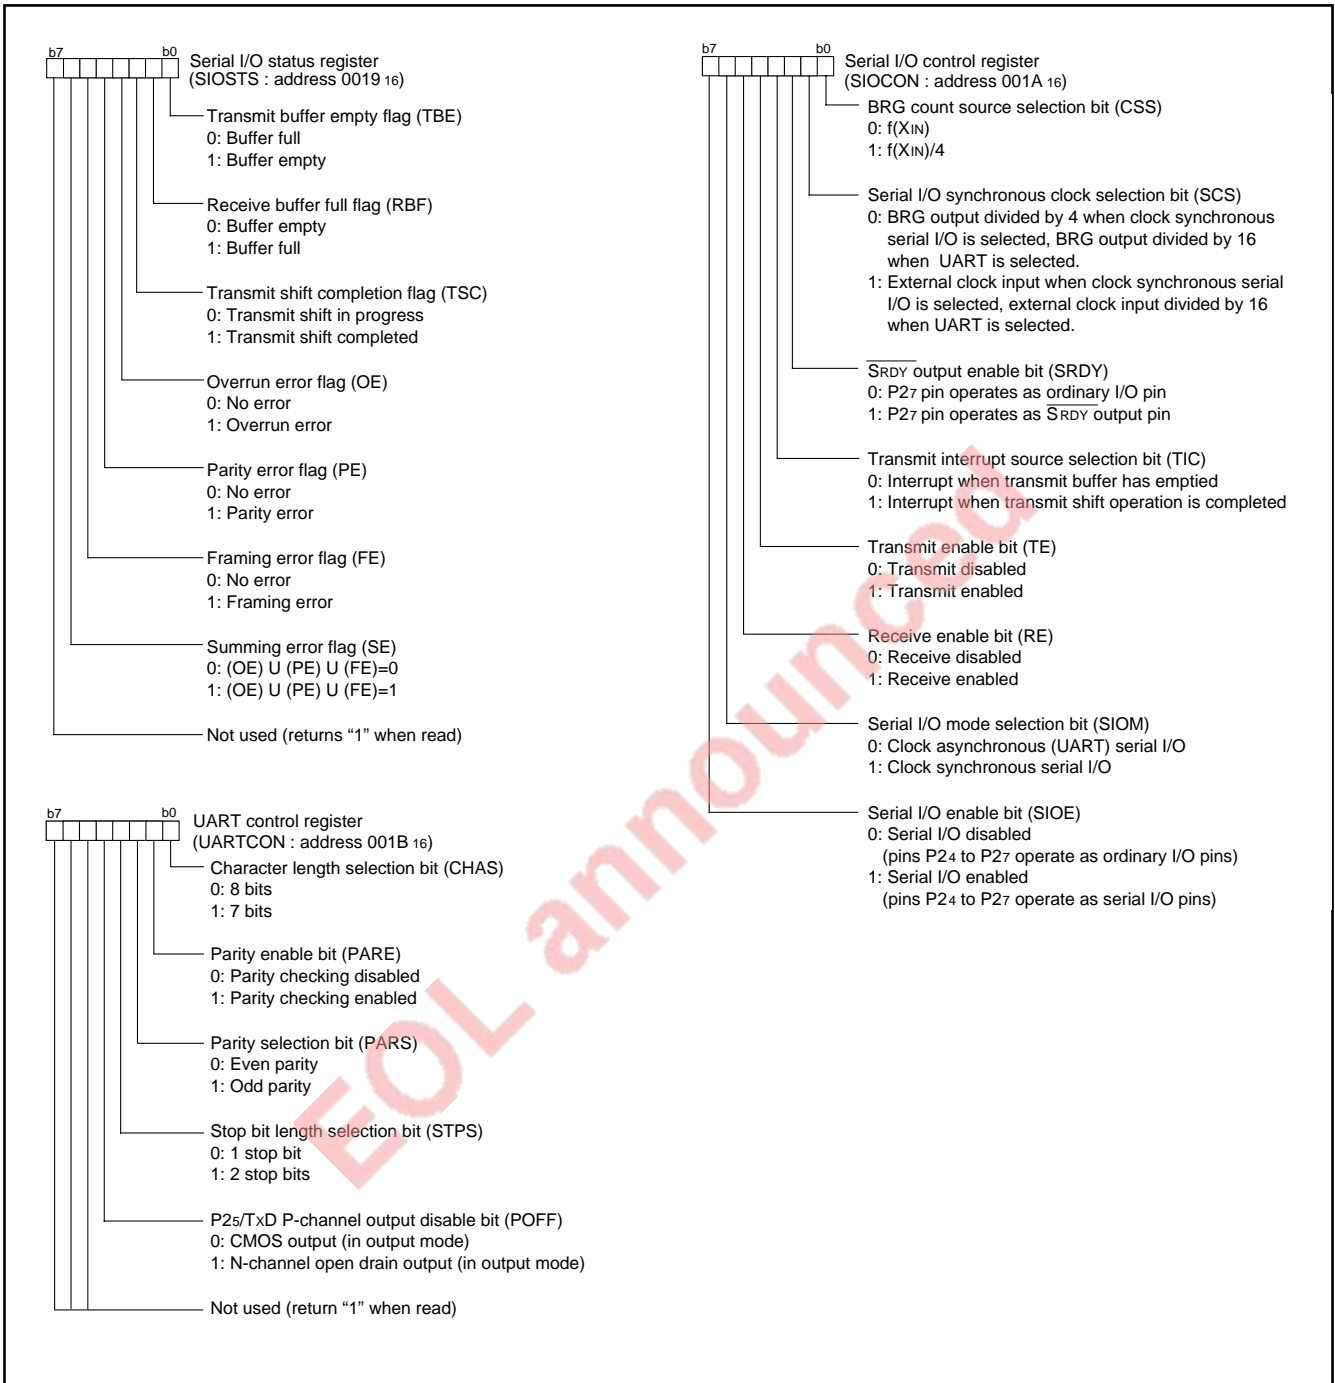 b7 b0
Serial I/O status register
(SIOSTS : address 0019 16)
Transmit buffer empty flag (TBE)
0: Buffer full
1: Buffer empty
Receive buffer full flag (RBF)
0: Buffer empty
1: Buffer full
Transmit shift completion flag (TSC)
0: Transmit shift in progress
1: Transmit shift completed
Overrun error flag (OE)
0: No error
1: Overrun error
Parity error flag (PE)
0: No error
1: Parity error
Framing error flag (FE)
0: No error
1: Framing error
Summing error flag (SE)
0: (OE) U (PE) U (FE)=0
1: (OE) U (PE) U (FE)=1
Not used (returns “1” when read)
b7 b0
UART control register
(UARTCON : address 001B 16)
Character length selection bit (CHAS)
0: 8 bits
1: 7 bits
Parity enable bit (PARE)
0: Parity checking disabled
1: Parity checking enabled
Parity selection bit (PARS)
0: Even parity
1: Odd parity
Stop bit length selection bit (STPS)
0: 1 stop bit
1: 2 stop bits
P25/TXD P-channel output disable bit (POFF)
0: CMOS output (in output mode)
1: N-channel open drain output (in output mode)
Not used (return “1” when read)
b7 b0
Serial I/O control register
(SIOCON : address 001A 16)
BRG count source selection bit (CSS)
0: f(XIN)
1: f(XIN)/4
Serial I/O synchronous clock selection bit (SCS)
0: BRG output divided by 4 when clock synchronous
serial I/O is selected, BRG output divided by 16
when UART is selected.
1: External clock input when clock synchronous serial
I/O is selected, external clock input divided by 16
when UART is selected.
SRDY output enable bit (SRDY)
0: P27 pin operates as ordinary I/O pin
1: P27 pin operates as SRDY output pin
Transmit interrupt source selection bit (TIC)
0: Interrupt when transmit buffer has emptied
1: Interrupt when transmit shift operation is completed
Transmit enable bit (TE)
0: Transmit disabled
1: Transmit enabled
Receive enable bit (RE)
0: Receive disabled
1: Receive enabled
Serial I/O mode selection bit (SIOM)
0: Clock asynchronous (UART) serial I/O
1: Clock synchronous serial I/O
Serial I/O enable bit (SIOE)
0: Serial I/O disabled
(pins P24 to P27 operate as ordinary I/O pins)
1: Serial I/O enabled
(pins P24 to P27 operate as serial I/O pins)
EOL announced